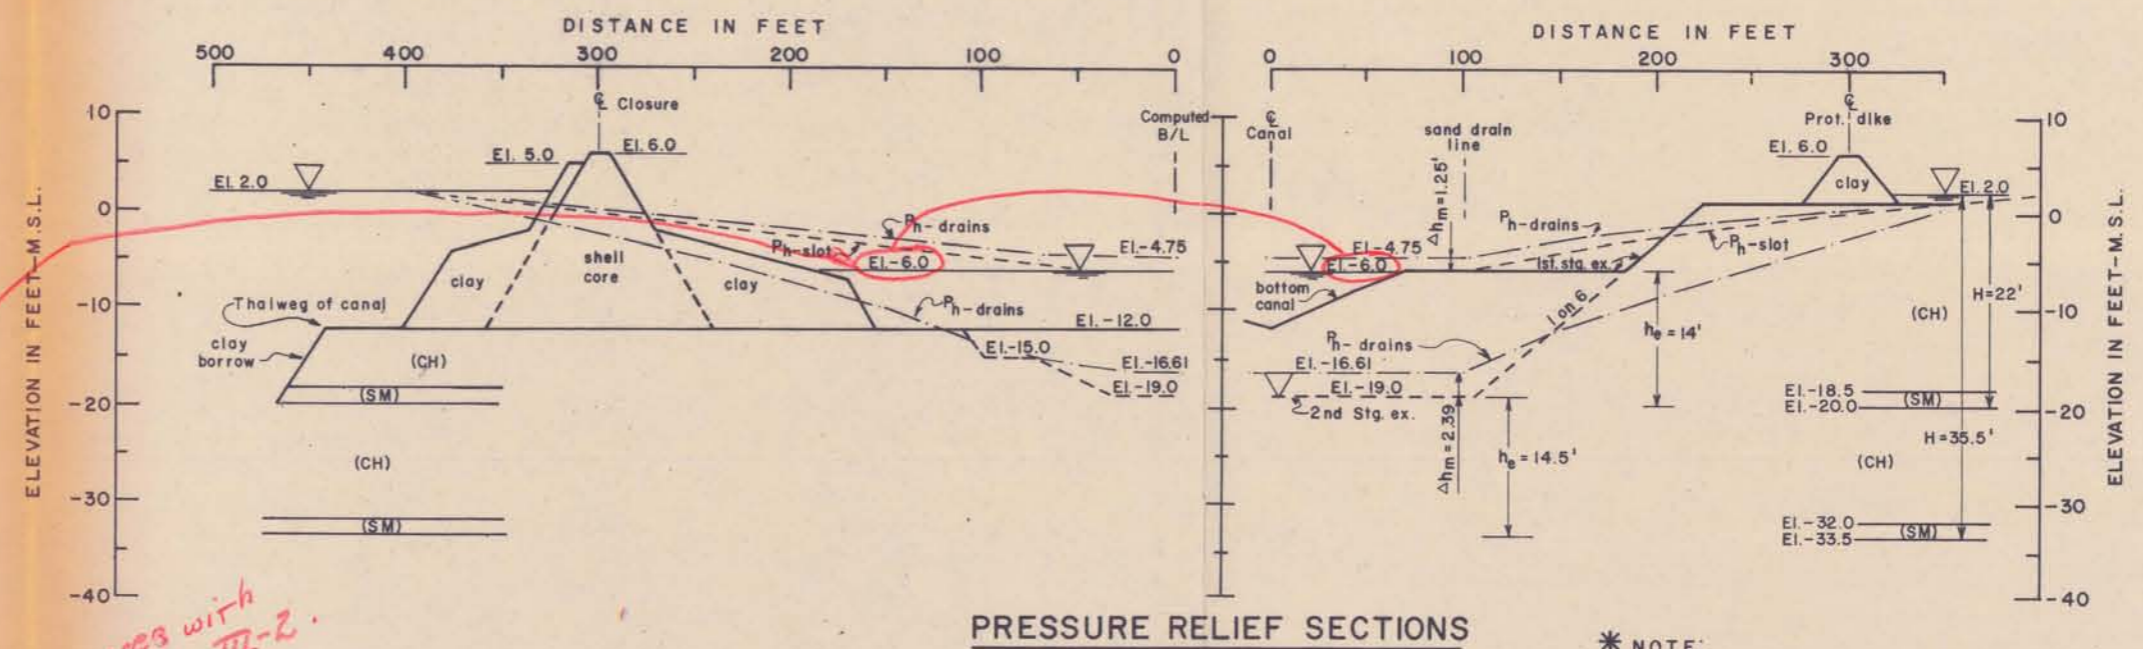 DISTANCE IN FEET
500 400 300 200 100 0
℄ Closure
Computed B/L
10
0
-10
-20
-30
-40
ELEVATION IN FEET-M.S.L.
El. 5.0
El. 6.0
El. 2.0
Ph-drains
Ph-slot
El.-4.75
El.-6.0
shell core
clay
clay
Thalweg of canal
Ph-drains
El.-12.0
clay borrow
(CH)
El.-15.0
El.-16.61
El.-19.0
(SM)
(CH)
(SM)
DISTANCE IN FEET
0 100 200 300
℄ Canal
sand drain line
℄ Prot. dike
El. 6.0
clay
El. 2.0
Δhm=1.25'
Ph-drains
Ph-slot
El.-4.75
El.-6.0
1st. stg. ex.
bottom canal
1 on 6
he=14'
(CH)
H=22'
Ph-drains
El.-16.61
El.-19.0
2nd Stg. ex.
Δhm=2.39
he=14.5'
El.-18.5
(SM)
El.-20.0
H=35.5'
(CH)
El.-32.0
(SM)
El.-33.5
10
0
-10
-20
-30
-40
ELEVATION IN FEET-M.S.L.
with
III-2.
PRESSURE RELIEF SECTIONS
* NOTE: